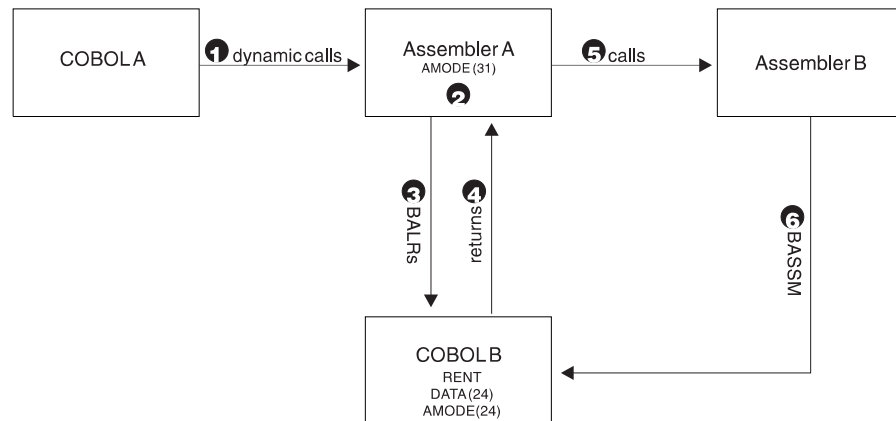 COBOL A
1 dynamic calls
Assembler A
AMODE (31)
2
5 calls
Assembler B
3 BALRs
4 returns
6 BASSM
COBOL B
RENT
DATA (24)
AMODE (24)